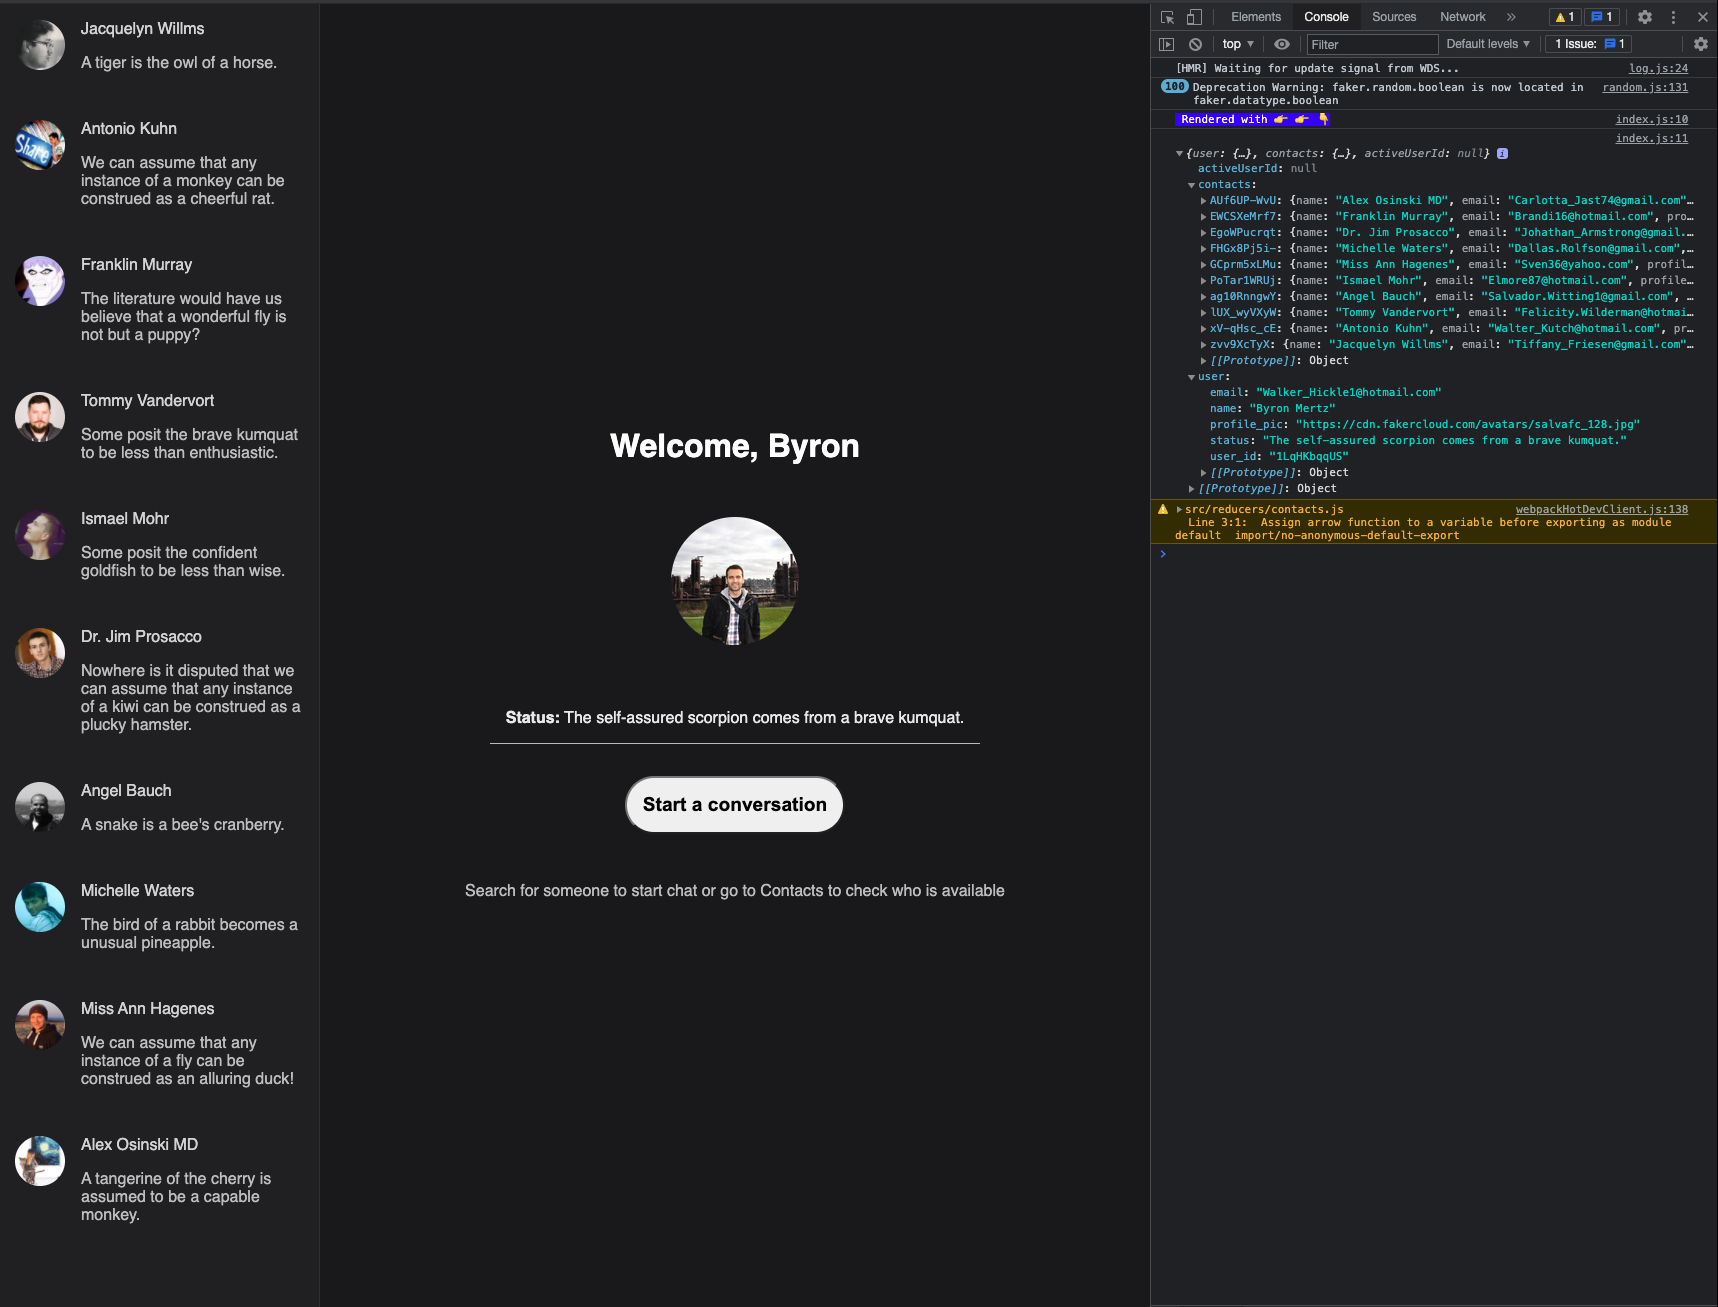 Jacquelyn Willms
A tiger is the owl of a horse.
Antonio Kuhn
We can assume that any
instance of a monkey can be
construed as a cheerful rat.
Franklin Murray
The literature would have us
believe that a wonderful fly is
not but a puppy?
Tommy Vandervort
Some posit the brave kumquat
to be less than enthusiastic.
Ismael Mohr
Some posit the confident
goldfish to be less than wise.
Dr. Jim Prosacco
Nowhere is it disputed that we
can assume that any instance
of a kiwi can be construed as a
plucky hamster.
Angel Bauch
A snake is a bee's cranberry.
Michelle Waters
The bird of a rabbit becomes a
unusual pineapple.
Miss Ann Hagenes
We can assume that any
instance of a fly can be
construed as an alluring duck!
Alex Osinski MD
A tangerine of the cherry is
assumed to be a capable
monkey.
Share
Welcome, Byron
Status: The self-assured scorpion comes from a brave kumquat.
Start a conversation
Search for someone to start chat or go to Contacts to check who is available
Elements Console Sources Network » 1 1
top Filter Default levels 1 Issue: 1
[HMR] Waiting for update signal from WDS... log.js:24
100 Deprecation Warning: faker.random.boolean is now located in random.js:131
faker.datatype.boolean
Rendered with 👉 👉 👇 index.js:10
index.js:11
{user: {…}, contacts: {…}, activeUserId: null} i
activeUserId: null
contacts:
AUf6UP-WvU: {name: "Alex Osinski MD", email: "Carlotta_Jast74@gmail.com"…
EWCSXeMrf7: {name: "Franklin Murray", email: "Brandi16@hotmail.com", pro…
EgoWPucrqt: {name: "Dr. Jim Prosacco", email: "Johathan_Armstrong@gmail.…
FHGx8Pj5i-: {name: "Michelle Waters", email: "Dallas.Rolfson@gmail.com",…
GCprm5xLMu: {name: "Miss Ann Hagenes", email: "Sven36@yahoo.com", profil…
PoTar1WRUj: {name: "Ismael Mohr", email: "Elmore87@hotmail.com", profile…
ag10RnngwY: {name: "Angel Bauch", email: "Salvador.Witting1@gmail.com", …
lUX_wyVXyW: {name: "Tommy Vandervort", email: "Felicity.Wilderman@hotmai…
xV-qHsc_cE: {name: "Antonio Kuhn", email: "Walter_Kutch@hotmail.com", pr…
zvv9XcTyX: {name: "Jacquelyn Willms", email: "Tiffany_Friesen@gmail.com"…
[[Prototype]]: Object
user:
email: "Walker_Hickle1@hotmail.com"
name: "Byron Mertz"
profile_pic: "https://cdn.fakercloud.com/avatars/salvafc_128.jpg"
status: "The self-assured scorpion comes from a brave kumquat."
user_id: "1LqHKbqqUS"
[[Prototype]]: Object
[[Prototype]]: Object
src/reducers/contacts.js webpackHotDevClient.js:138
Line 3:1: Assign arrow function to a variable before exporting as module
default import/no-anonymous-default-export